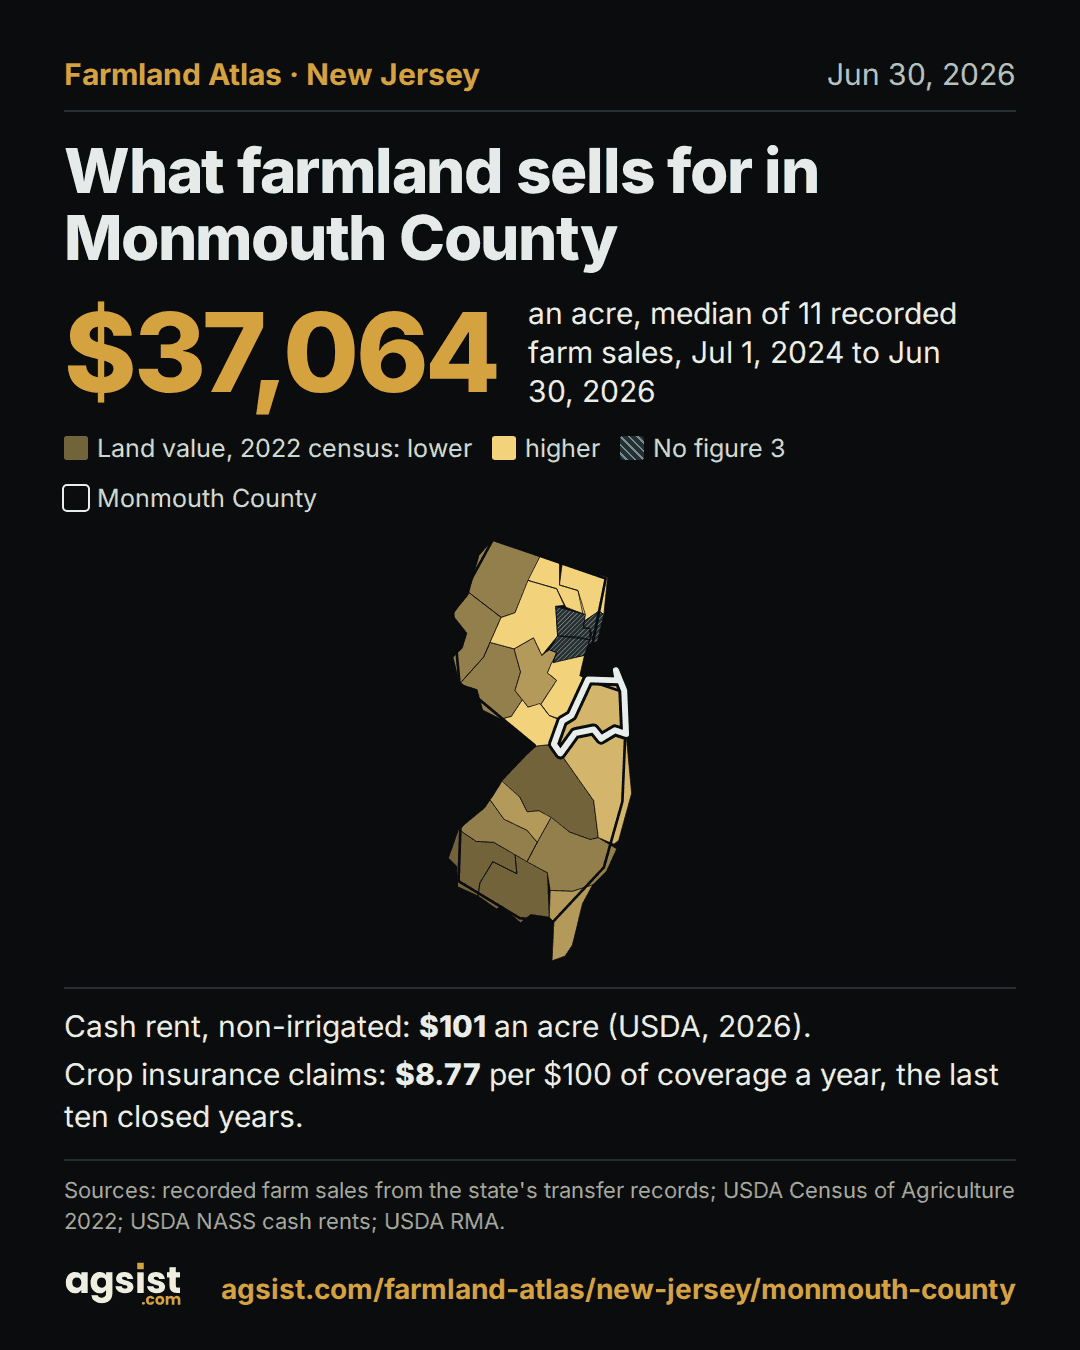 Farmland Atlas · New Jersey
Jun 30, 2026
What farmland sells for in
Monmouth County
$37,064
an acre, median of 11 recorded
farm sales, Jul 1, 2024 to Jun
30, 2026
Land value, 2022 census: lower
higher
No figure 3
Monmouth County
Cash rent, non-irrigated: $101 an acre (USDA, 2026).
Crop insurance claims: $8.77 per $100 of coverage a year, the last
ten closed years.
Sources: recorded farm sales from the state's transfer records; USDA Census of Agriculture
2022; USDA NASS cash rents; USDA RMA.
agsist
.com
agsist.com/farmland-atlas/new-jersey/monmouth-county